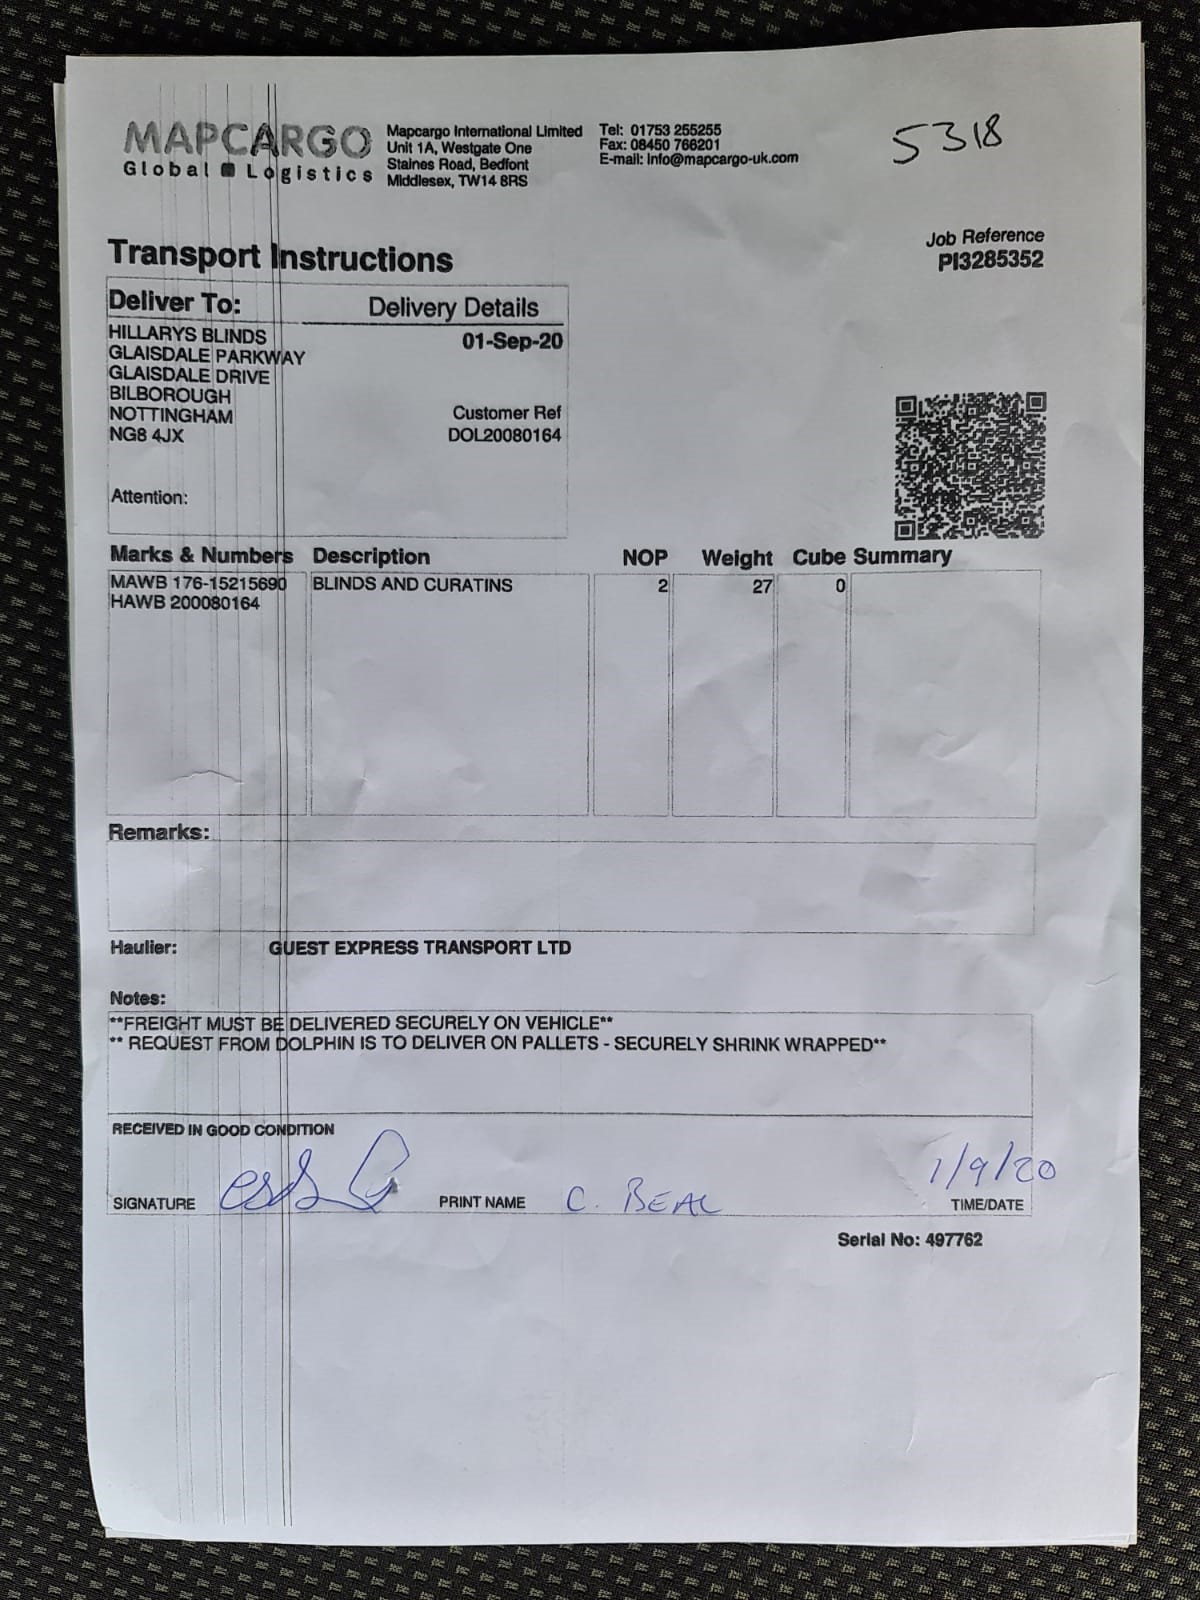 MAPCARGO
Global Logistics
Mapcargo International Limited
Unit 1A, Westgate One
Staines Road, Bedfont
Middlesex, TW14 8RS
Tel: 01753 255255
Fax: 08450 766201
E-mail: info@mapcargo-uk.com
5318
Job Reference
PI3285352
Transport Instructions
Deliver To:
HILLARYS BLINDS
GLAISDALE PARKWAY
GLAISDALE DRIVE
BILBOROUGH
NOTTINGHAM
NG8 4JX
Attention:
Delivery Details
01-Sep-20
Customer Ref
DOL20080164
Marks & Numbers Description NOP Weight Cube Summary
MAWB 176-15215690 BLINDS AND CURATINS 2 27 0
HAWB 200080164
Remarks:
Haulier: GUEST EXPRESS TRANSPORT LTD
Notes:
**FREIGHT MUST BE DELIVERED SECURELY ON VEHICLE**
** REQUEST FROM DOLPHIN IS TO DELIVER ON PALLETS - SECURELY SHRINK WRAPPED**
RECEIVED IN GOOD CONDITION
SIGNATURE PRINT NAME C. BEAL 1/9/20
TIME/DATE
Serial No: 497762